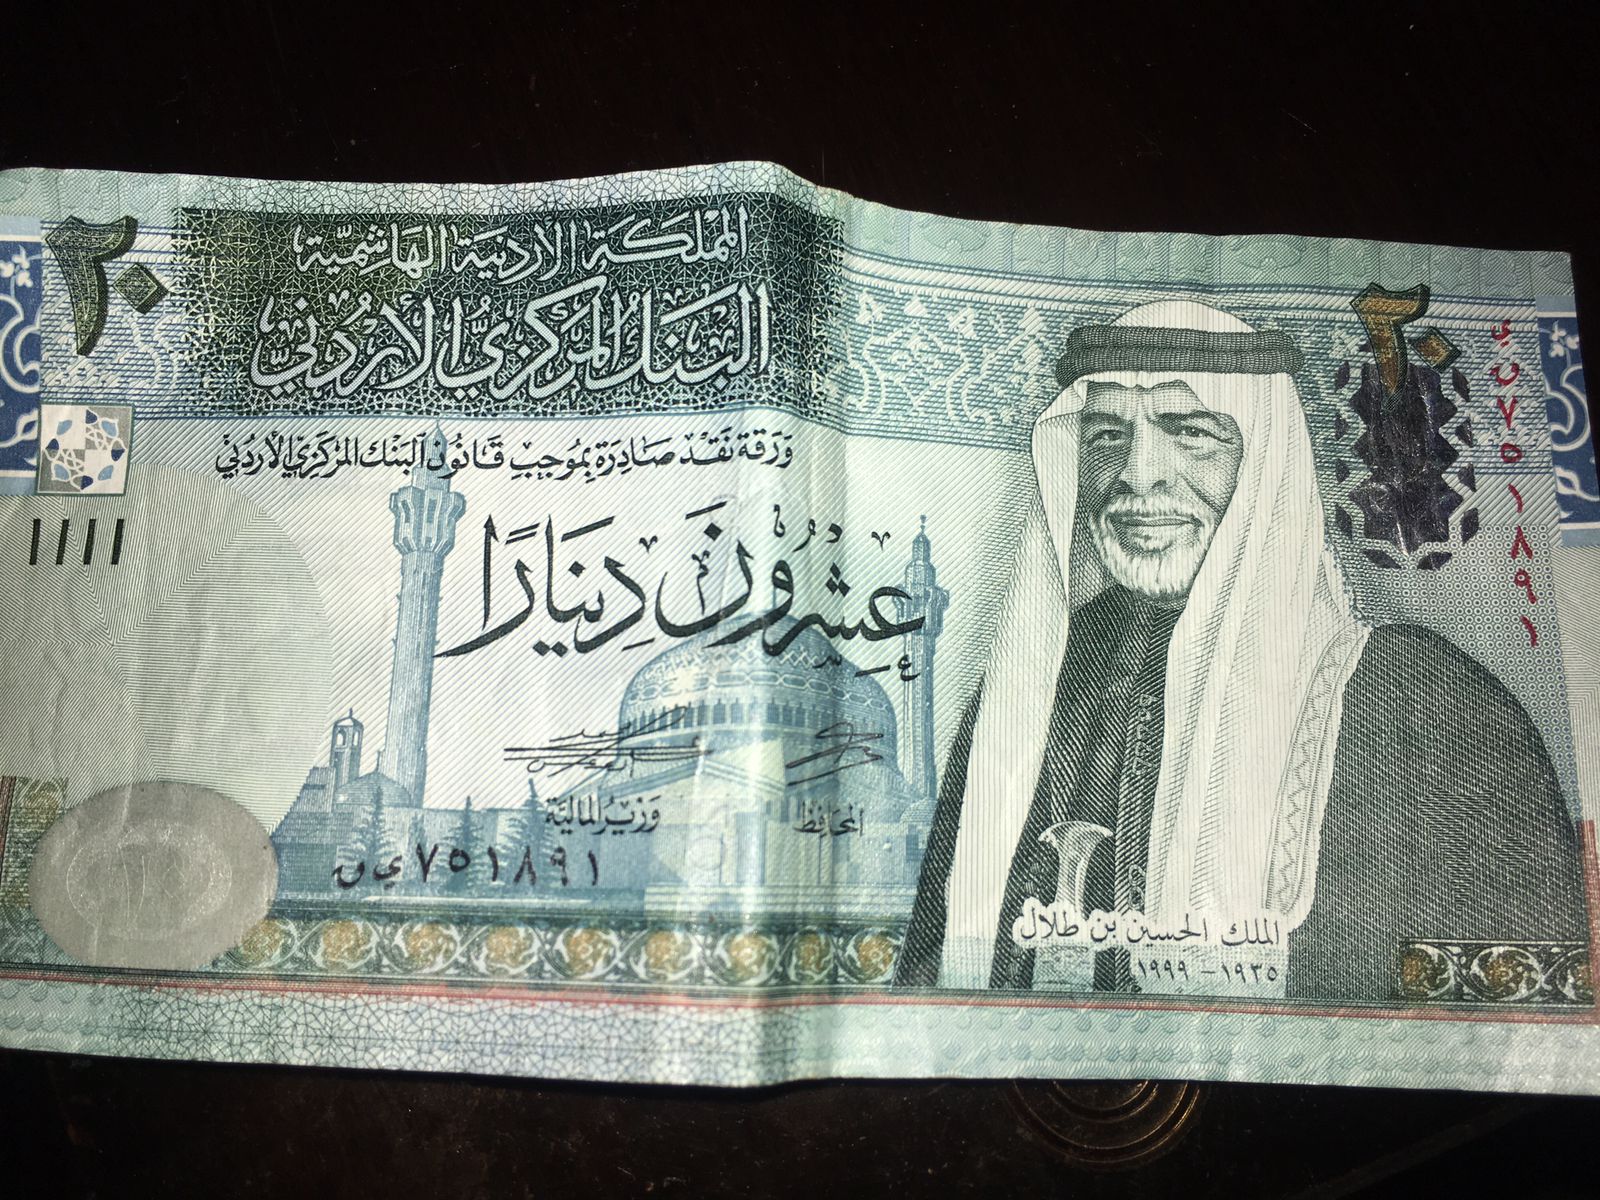 ٢٠
المملكة الأردنية الهاشمية
البنك المركزي الأردني
ورقة نقد صادرة بموجب قانون البنك المركزي الأردني
عشرون دينارًا
المحافظ
وزير المالية
ي ق ٧٥١٨٩١
٢٠
ي ق ٧٥١٨٩١
الملك الحسين بن طلال
١٩٣٥ - ١٩٩٩